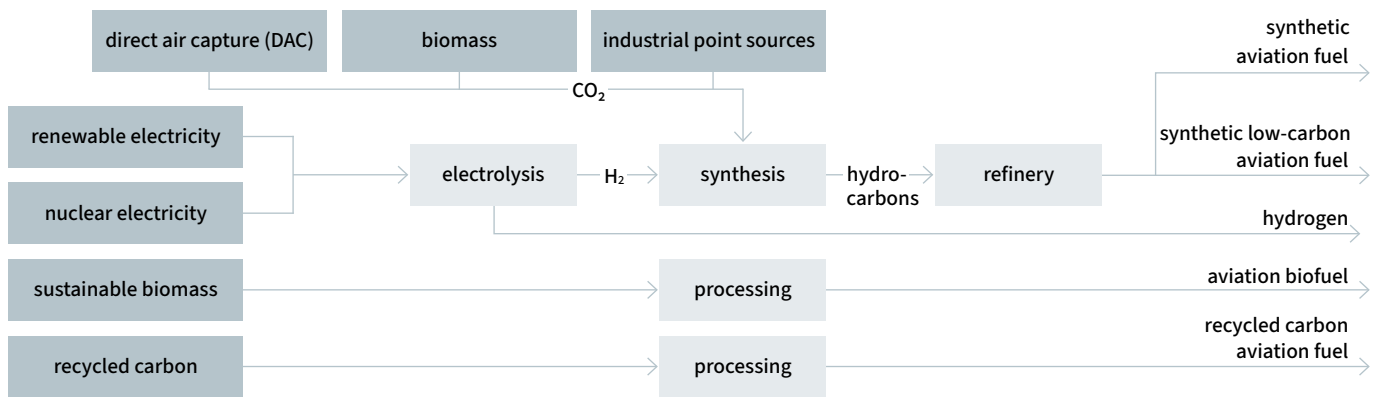 direct air capture (DAC)
biomass
industrial point sources
CO₂
renewable electricity
nuclear electricity
electrolysis
H₂
synthesis
hydro-
carbons
refinery
synthetic
aviation fuel
synthetic low-carbon
aviation fuel
hydrogen
sustainable biomass
processing
aviation biofuel
recycled carbon
processing
recycled carbon
aviation fuel